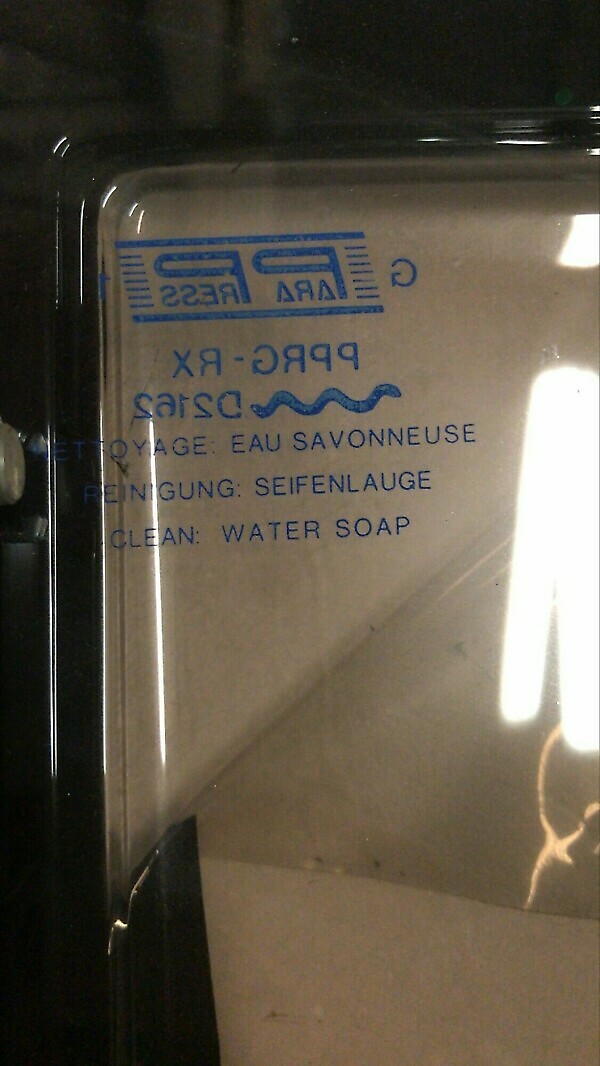 G PARA PRESS
PPRG-RX
D2162
NETTOYAGE: EAU SAVONNEUSE
REINIGUNG: SEIFENLAUGE
CLEAN: WATER SOAP